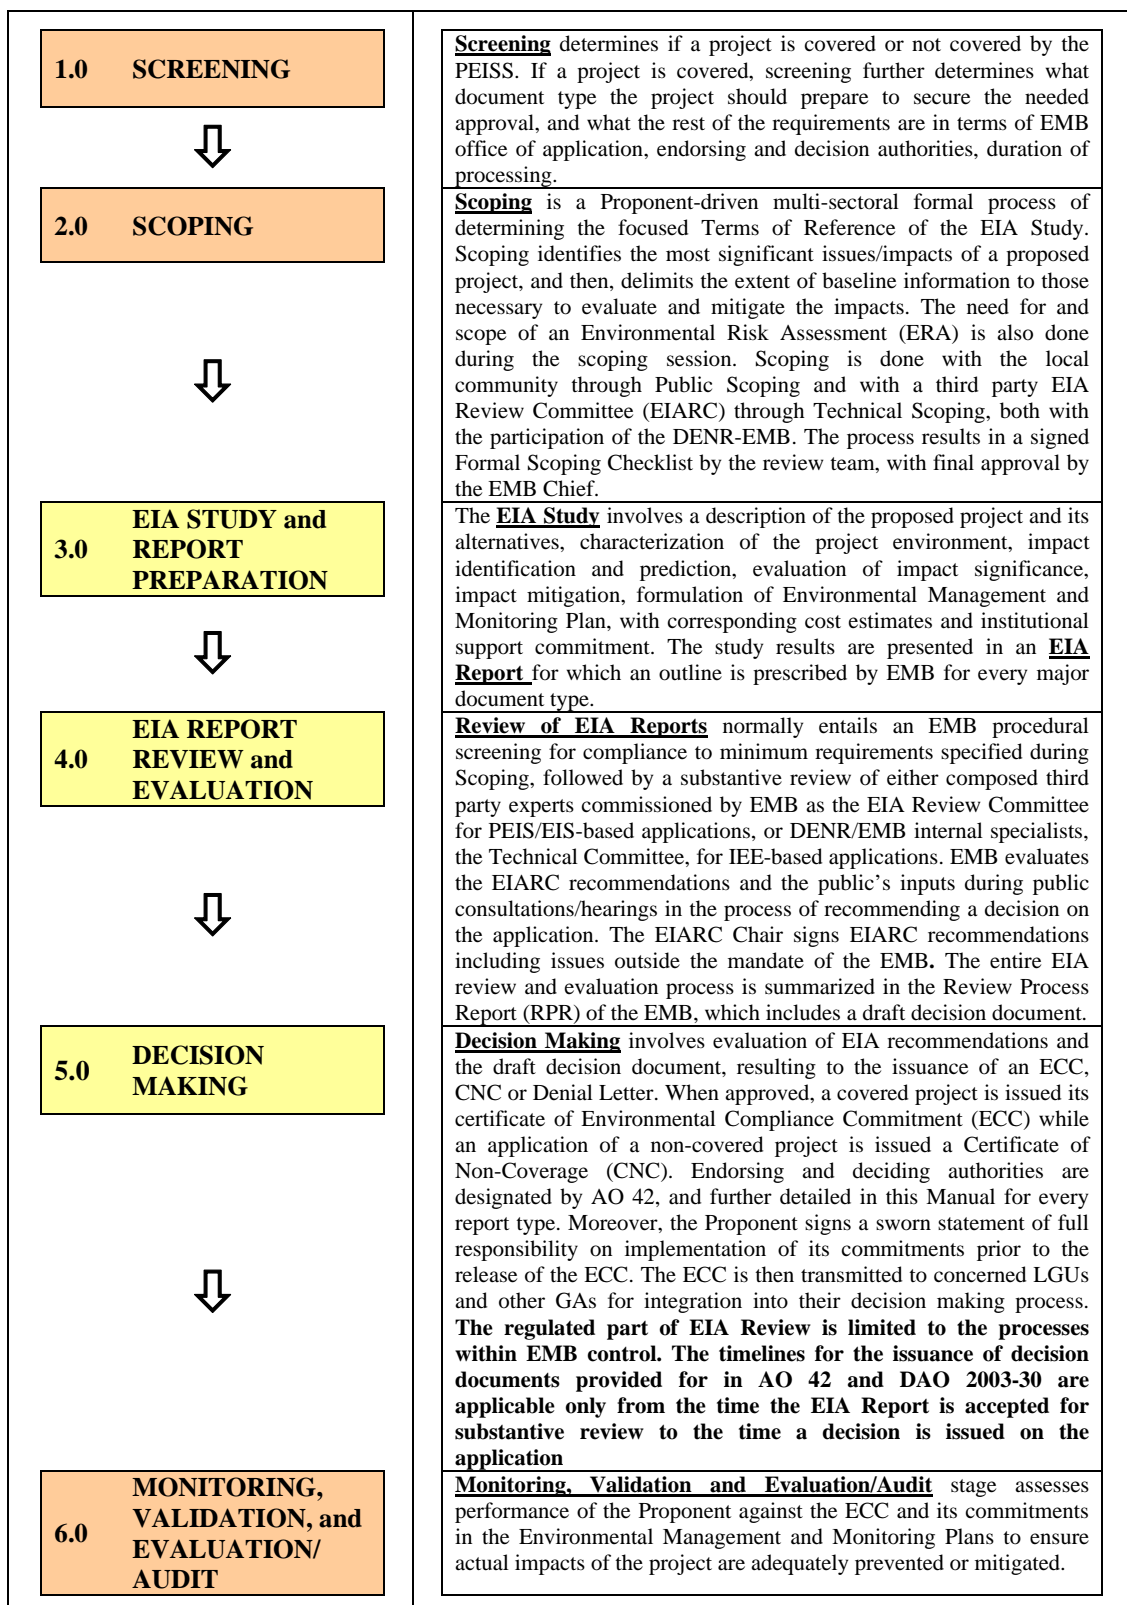 1.0 SCREENING
Screening determines if a project is covered or not covered by the
PEISS. If a project is covered, screening further determines what
document type the project should prepare to secure the needed
approval, and what the rest of the requirements are in terms of EMB
office of application, endorsing and decision authorities, duration of
processing.
2.0 SCOPING
Scoping is a Proponent-driven multi-sectoral formal process of
determining the focused Terms of Reference of the EIA Study.
Scoping identifies the most significant issues/impacts of a proposed
project, and then, delimits the extent of baseline information to those
necessary to evaluate and mitigate the impacts. The need for and
scope of an Environmental Risk Assessment (ERA) is also done
during the scoping session. Scoping is done with the local
community through Public Scoping and with a third party EIA
Review Committee (EIARC) through Technical Scoping, both with
the participation of the DENR-EMB. The process results in a signed
Formal Scoping Checklist by the review team, with final approval by
the EMB Chief.
3.0
EIA STUDY and
REPORT
PREPARATION
The EIA Study involves a description of the proposed project and its
alternatives, characterization of the project environment, impact
identification and prediction, evaluation of impact significance,
impact mitigation, formulation of Environmental Management and
Monitoring Plan, with corresponding cost estimates and institutional
support commitment. The study results are presented in an EIA
Report for which an outline is prescribed by EMB for every major
document type.
4.0
EIA REPORT
REVIEW and
EVALUATION
Review of EIA Reports normally entails an EMB procedural
screening for compliance to minimum requirements specified during
Scoping, followed by a substantive review of either composed third
party experts commissioned by EMB as the EIA Review Committee
for PEIS/EIS-based applications, or DENR/EMB internal specialists,
the Technical Committee, for IEE-based applications. EMB evaluates
the EIARC recommendations and the public's inputs during public
consultations/hearings in the process of recommending a decision on
the application. The EIARC Chair signs EIARC recommendations
including issues outside the mandate of the EMB. The entire EIA
review and evaluation process is summarized in the Review Process
Report (RPR) of the EMB, which includes a draft decision document.
5.0
DECISION
MAKING
Decision Making involves evaluation of EIA recommendations and
the draft decision document, resulting to the issuance of an ECC,
CNC or Denial Letter. When approved, a covered project is issued its
certificate of Environmental Compliance Commitment (ECC) while
an application of a non-covered project is issued a Certificate of
Non-Coverage (CNC). Endorsing and deciding authorities are
designated by AO 42, and further detailed in this Manual for every
report type. Moreover, the Proponent signs a sworn statement of full
responsibility on implementation of its commitments prior to the
release of the ECC. The ECC is then transmitted to concerned LGUs
and other GAs for integration into their decision making process.
The regulated part of EIA Review is limited to the processes
within EMB control. The timelines for the issuance of decision
documents provided for in AO 42 and DAO 2003-30 are
applicable only from the time the EIA Report is accepted for
substantive review to the time a decision is issued on the
application
6.0
MONITORING,
VALIDATION, and
EVALUATION/
AUDIT
Monitoring, Validation and Evaluation/Audit stage assesses
performance of the Proponent against the ECC and its commitments
in the Environmental Management and Monitoring Plans to ensure
actual impacts of the project are adequately prevented or mitigated.